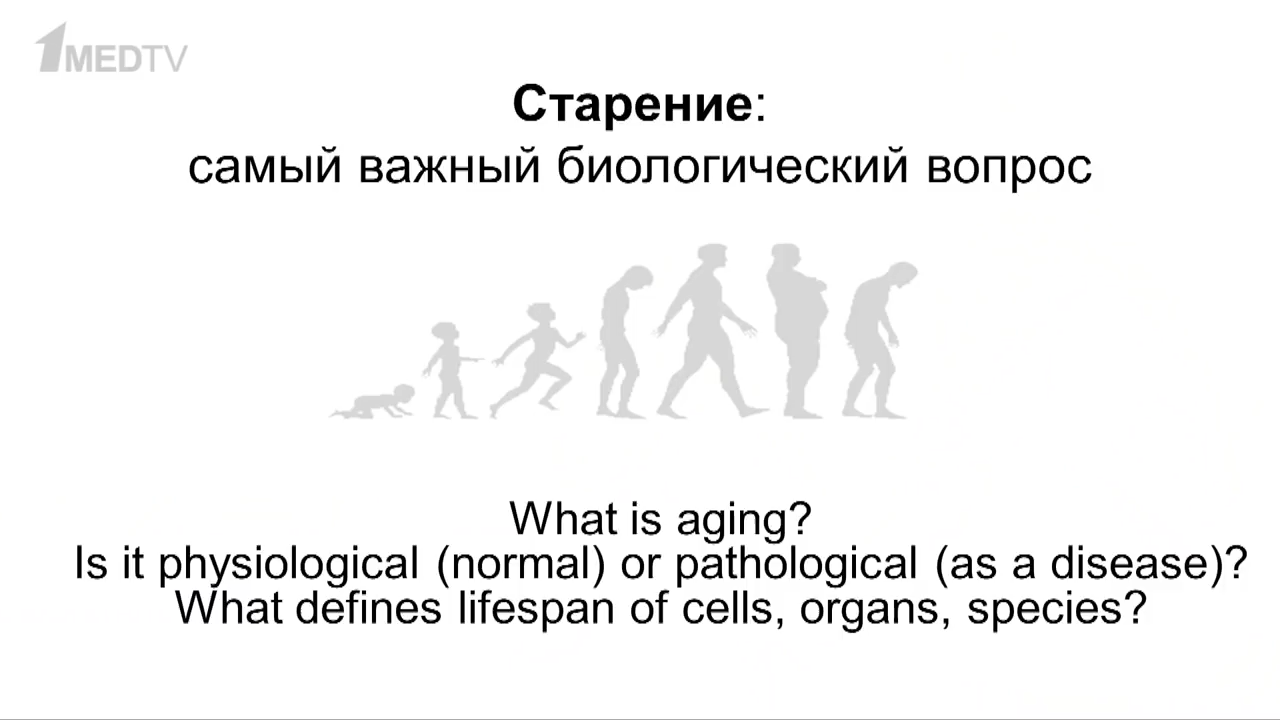 1MEDTV
Старение:
самый важный биологический вопрос
What is aging?
Is it physiological (normal) or pathological (as a disease)?
What defines lifespan of cells, organs, species?